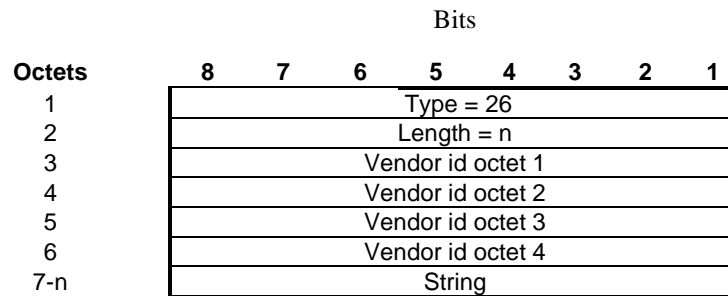 Bits
Octets 8 7 6 5 4 3 2 1
1 Type = 26
2 Length = n
3 Vendor id octet 1
4 Vendor id octet 2
5 Vendor id octet 3
6 Vendor id octet 4
7-n String